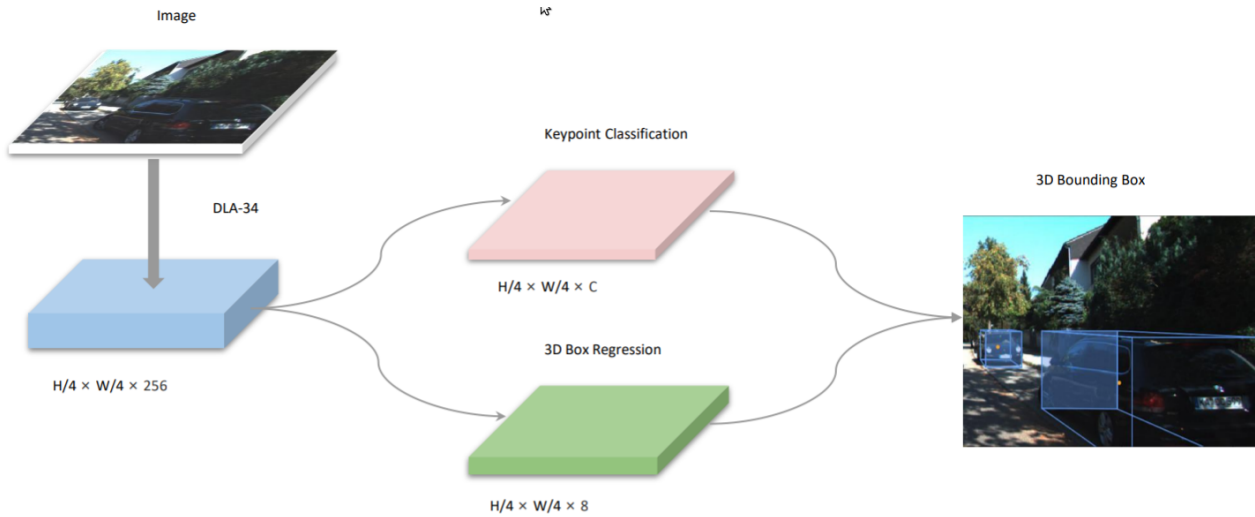 Image
DLA-34
H/4 × W/4 × 256
Keypoint Classification
H/4 × W/4 × C
3D Box Regression
H/4 × W/4 × 8
3D Bounding Box